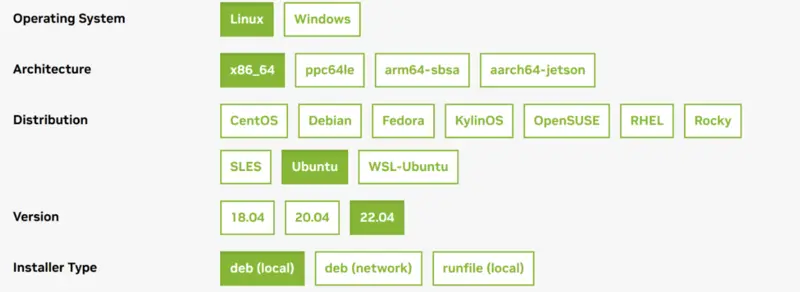 Operating System Linux Windows
Architecture x86_64 ppc64le arm64-sbsa aarch64-jetson
Distribution CentOS Debian Fedora KylinOS OpenSUSE RHEL Rocky
SLES Ubuntu WSL-Ubuntu
Version 18.04 20.04 22.04
Installer Type deb (local) deb (network) runfile (local)